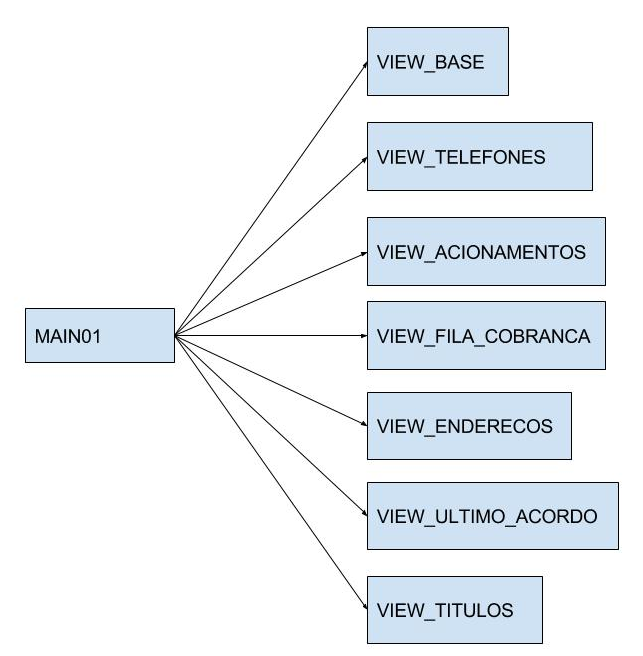 VIEW_BASE
VIEW_TELEFONES
VIEW_ACIONAMENTOS
MAIN01
VIEW_FILA_COBRANCA
VIEW_ENDERECOS
VIEW_ULTIMO_ACORDO
VIEW_TITULOS